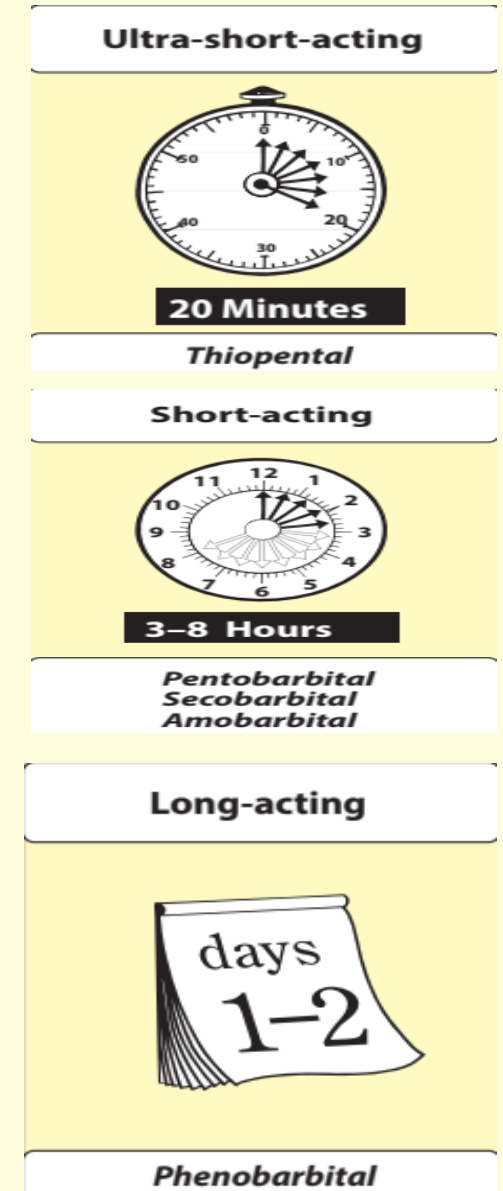 Ultra-short-acting
0
10
20
30
40
50
20 Minutes
Thiopental
Short-acting
12
1
2
3
4
5
6
7
8
9
10
11
3–8 Hours
Pentobarbital
Secobarbital
Amobarbital
Long-acting
days
1–2
Phenobarbital